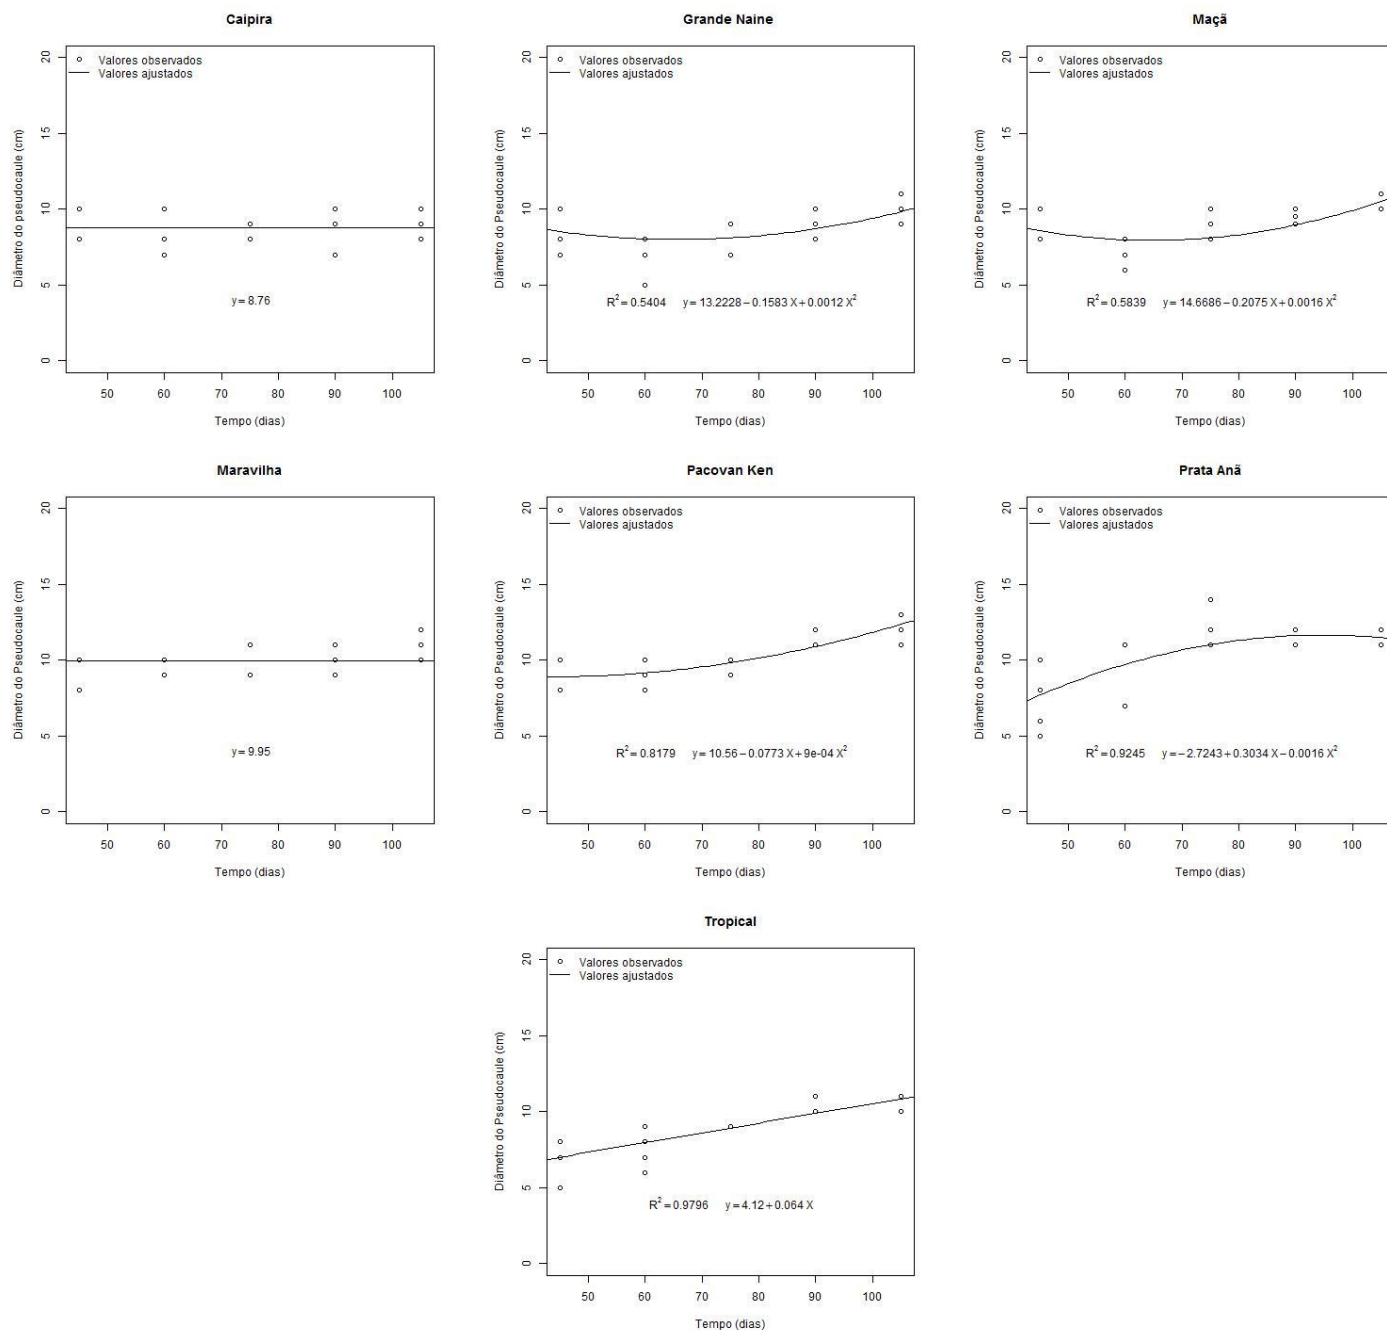 Caipira
Valores observados
Valores ajustados
Diâmetro do pseudocaule (cm)
20
15
10
5
0
y = 8.76
50 60 70 80 90 100
Tempo (dias)
Grande Naine
Valores observados
Valores ajustados
Diâmetro do Pseudocaule (cm)
20
15
10
5
0
R² = 0.5404 y = 13.2228 − 0.1583 X + 0.0012 X²
50 60 70 80 90 100
Tempo (dias)
Maçã
Valores observados
Valores ajustados
Diâmetro do Pseudocaule (cm)
20
15
10
5
0
R² = 0.5839 y = 14.6686 − 0.2075 X + 0.0016 X²
50 60 70 80 90 100
Tempo (dias)
Maravilha
Diâmetro do Pseudocaule (cm)
20
15
10
5
0
y = 9.95
50 60 70 80 90 100
Tempo (dias)
Pacovan Ken
Valores observados
Valores ajustados
Diâmetro do Pseudocaule (cm)
20
15
10
5
0
R² = 0.8179 y = 10.56 − 0.0773 X + 9e-04 X²
50 60 70 80 90 100
Tempo (dias)
Prata Anã
Valores observados
Valores ajustados
Diâmetro do Pseudocaule (cm)
20
15
10
5
0
R² = 0.9245 y = −2.7243 + 0.3034 X − 0.0016 X²
50 60 70 80 90 100
Tempo (dias)
Tropical
Valores observados
Valores ajustados
Diâmetro do Pseudocaule (cm)
20
15
10
5
0
R² = 0.9796 y = 4.12 + 0.064 X
50 60 70 80 90 100
Tempo (dias)